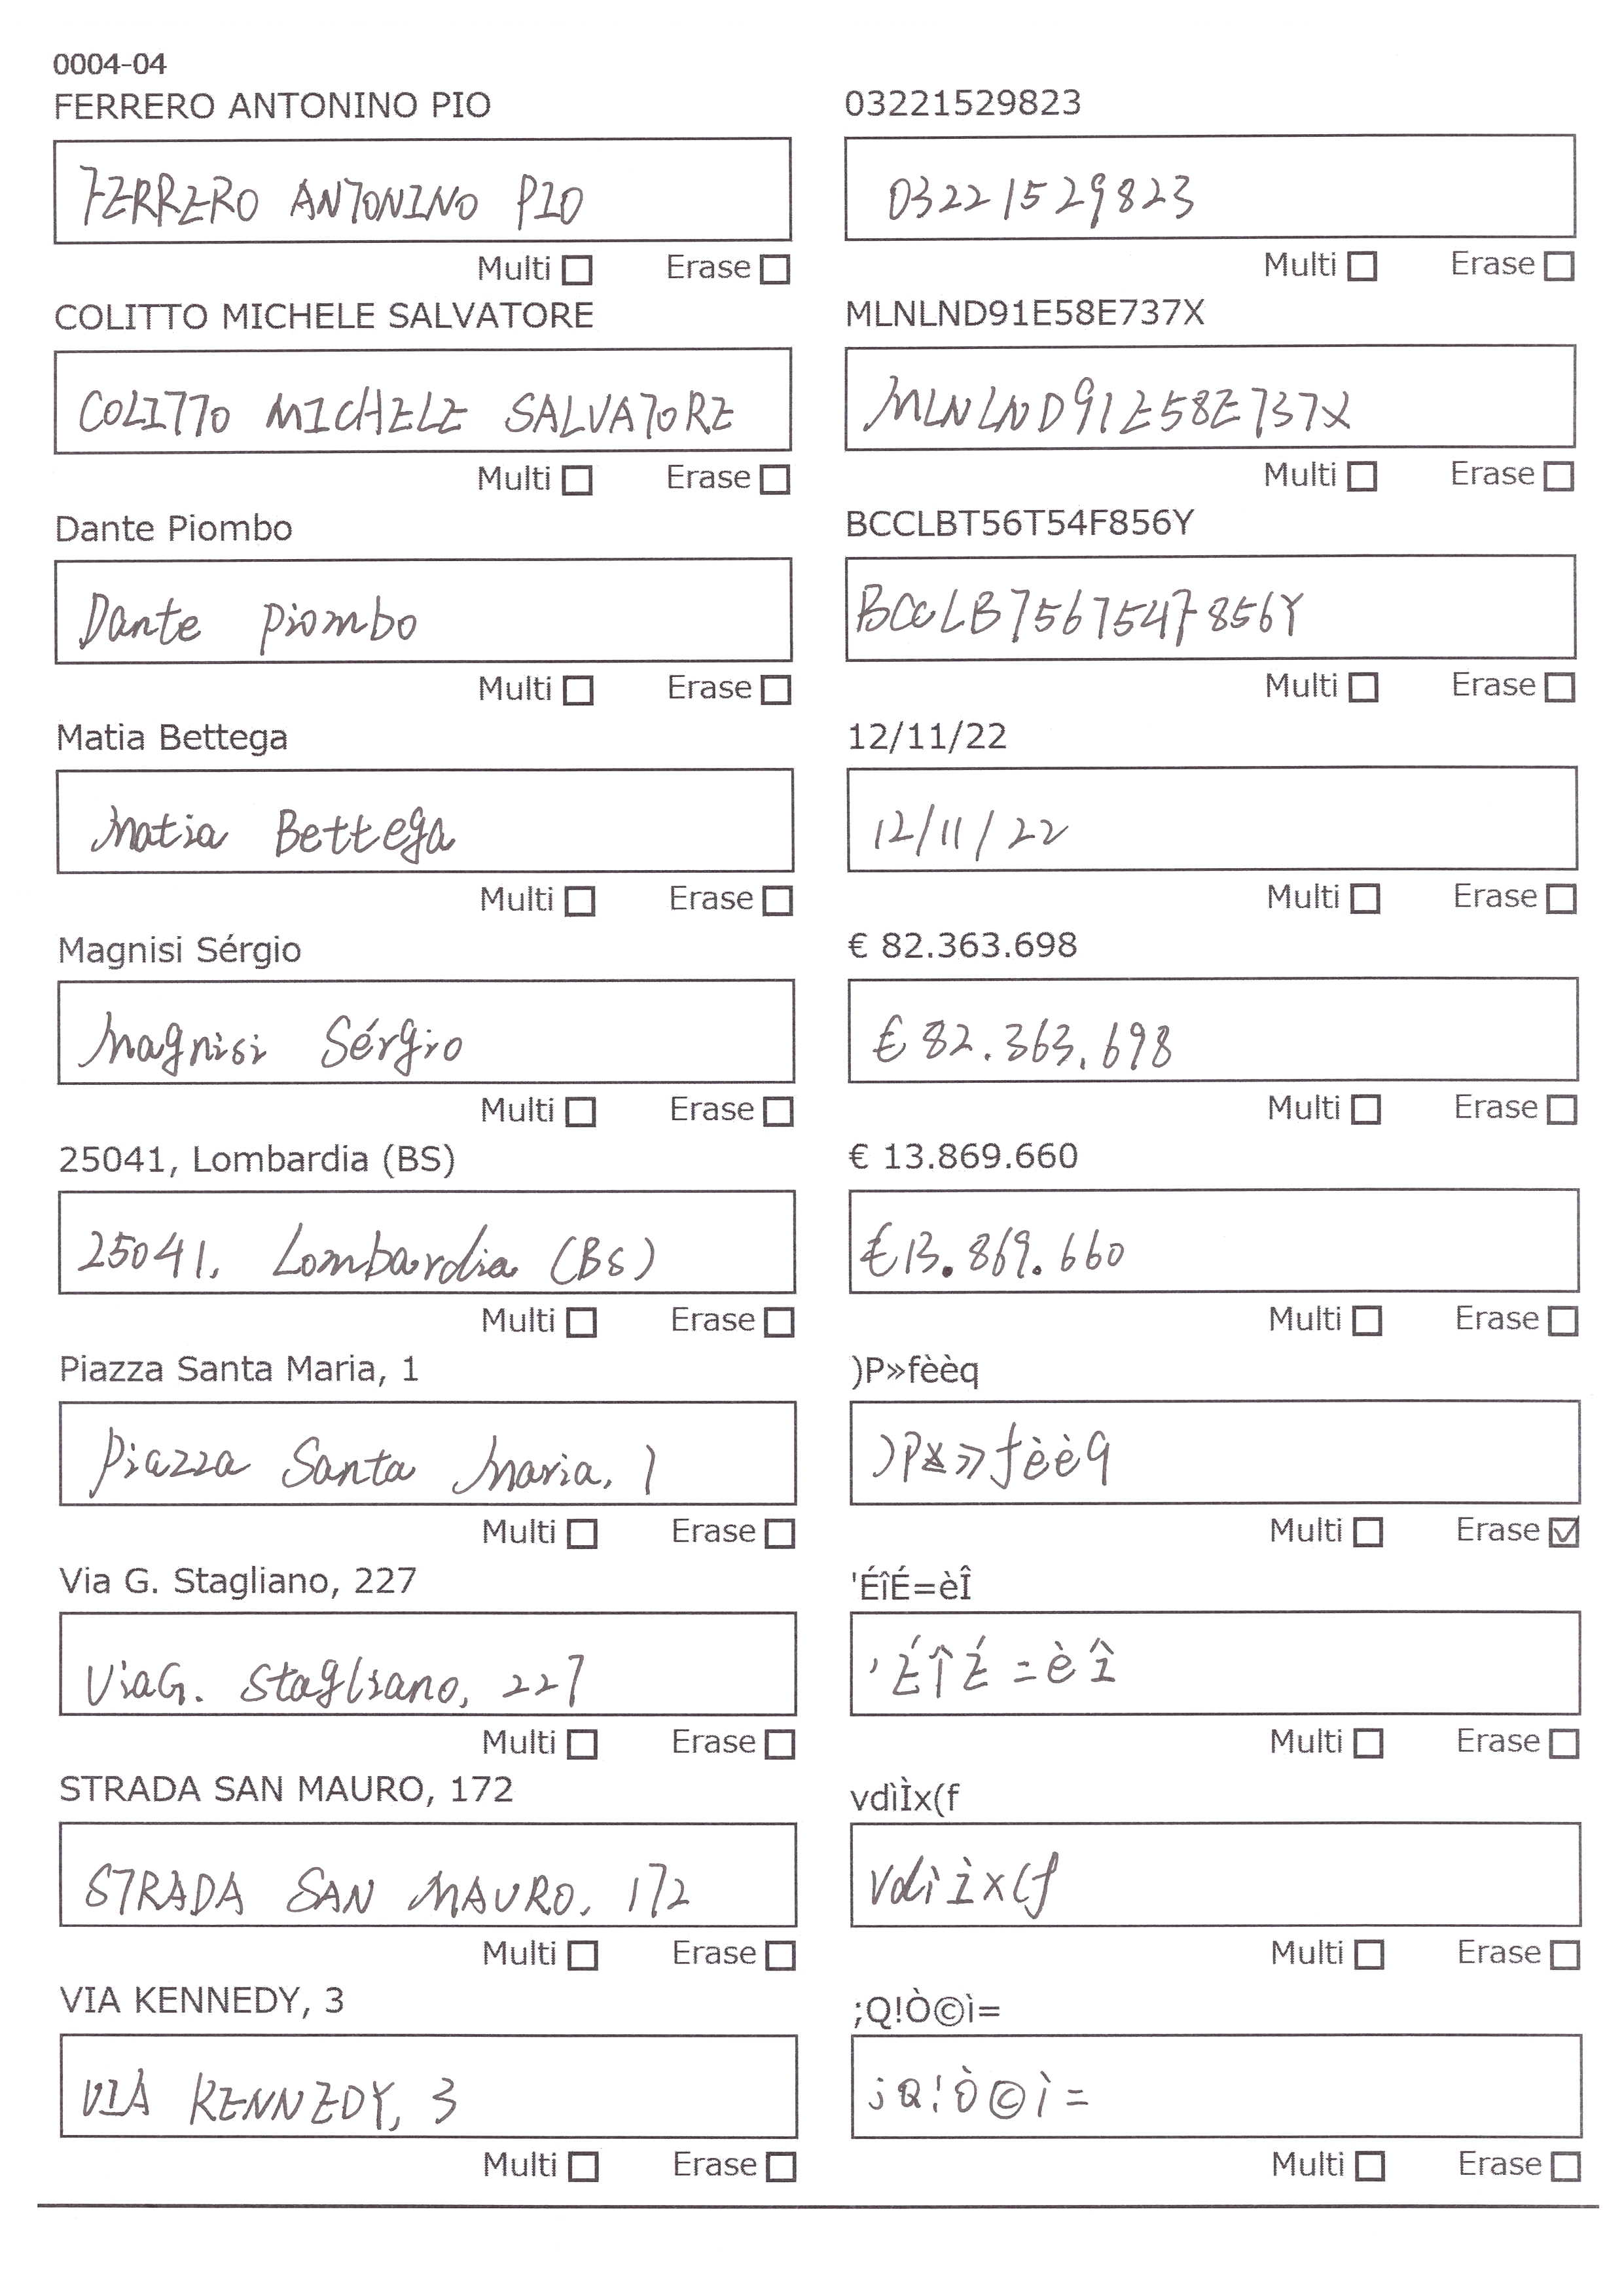 0004-04
FERRERO ANTONINO PIO
FERRERO ANTONINO PIO
Multi Erase
COLITTO MICHELE SALVATORE
COLITTO MICHELE SALVATORE
Multi Erase
Dante Piombo
Dante Piombo
Multi Erase
Matia Bettega
Matia Bettega
Multi Erase
Magnisi Sérgio
Magnisi Sérgio
Multi Erase
25041, Lombardia (BS)
25041, Lombardia (BS)
Multi Erase
Piazza Santa Maria, 1
Piazza Santa Maria, 1
Multi Erase
Via G. Stagliano, 227
ViaG. Stagliano, 227
Multi Erase
STRADA SAN MAURO, 172
STRADA SAN MAURO, 172
Multi Erase
VIA KENNEDY, 3
VIA KENNEDY, 3
Multi Erase
03221529823
03221529823
Multi Erase
MLNLND91E58E737X
MLNLND91E58E737X
Multi Erase
BCCLBT56T54F856Y
BCCLBT56T54F856Y
Multi Erase
12/11/22
12/11/22
Multi Erase
€ 82.363.698
€ 82.363.698
Multi Erase
€ 13.869.660
€13.869.660
Multi Erase
)P»fèèq
)P»fèèq
Multi Erase
'ÉîÉ=èÎ
'ÉÎÉ=èÎ
Multi Erase
vdìÌx(f
vdìÌx(f
Multi Erase
;Q!Ò©ì=
;Q!Ò©ì=
Multi Erase